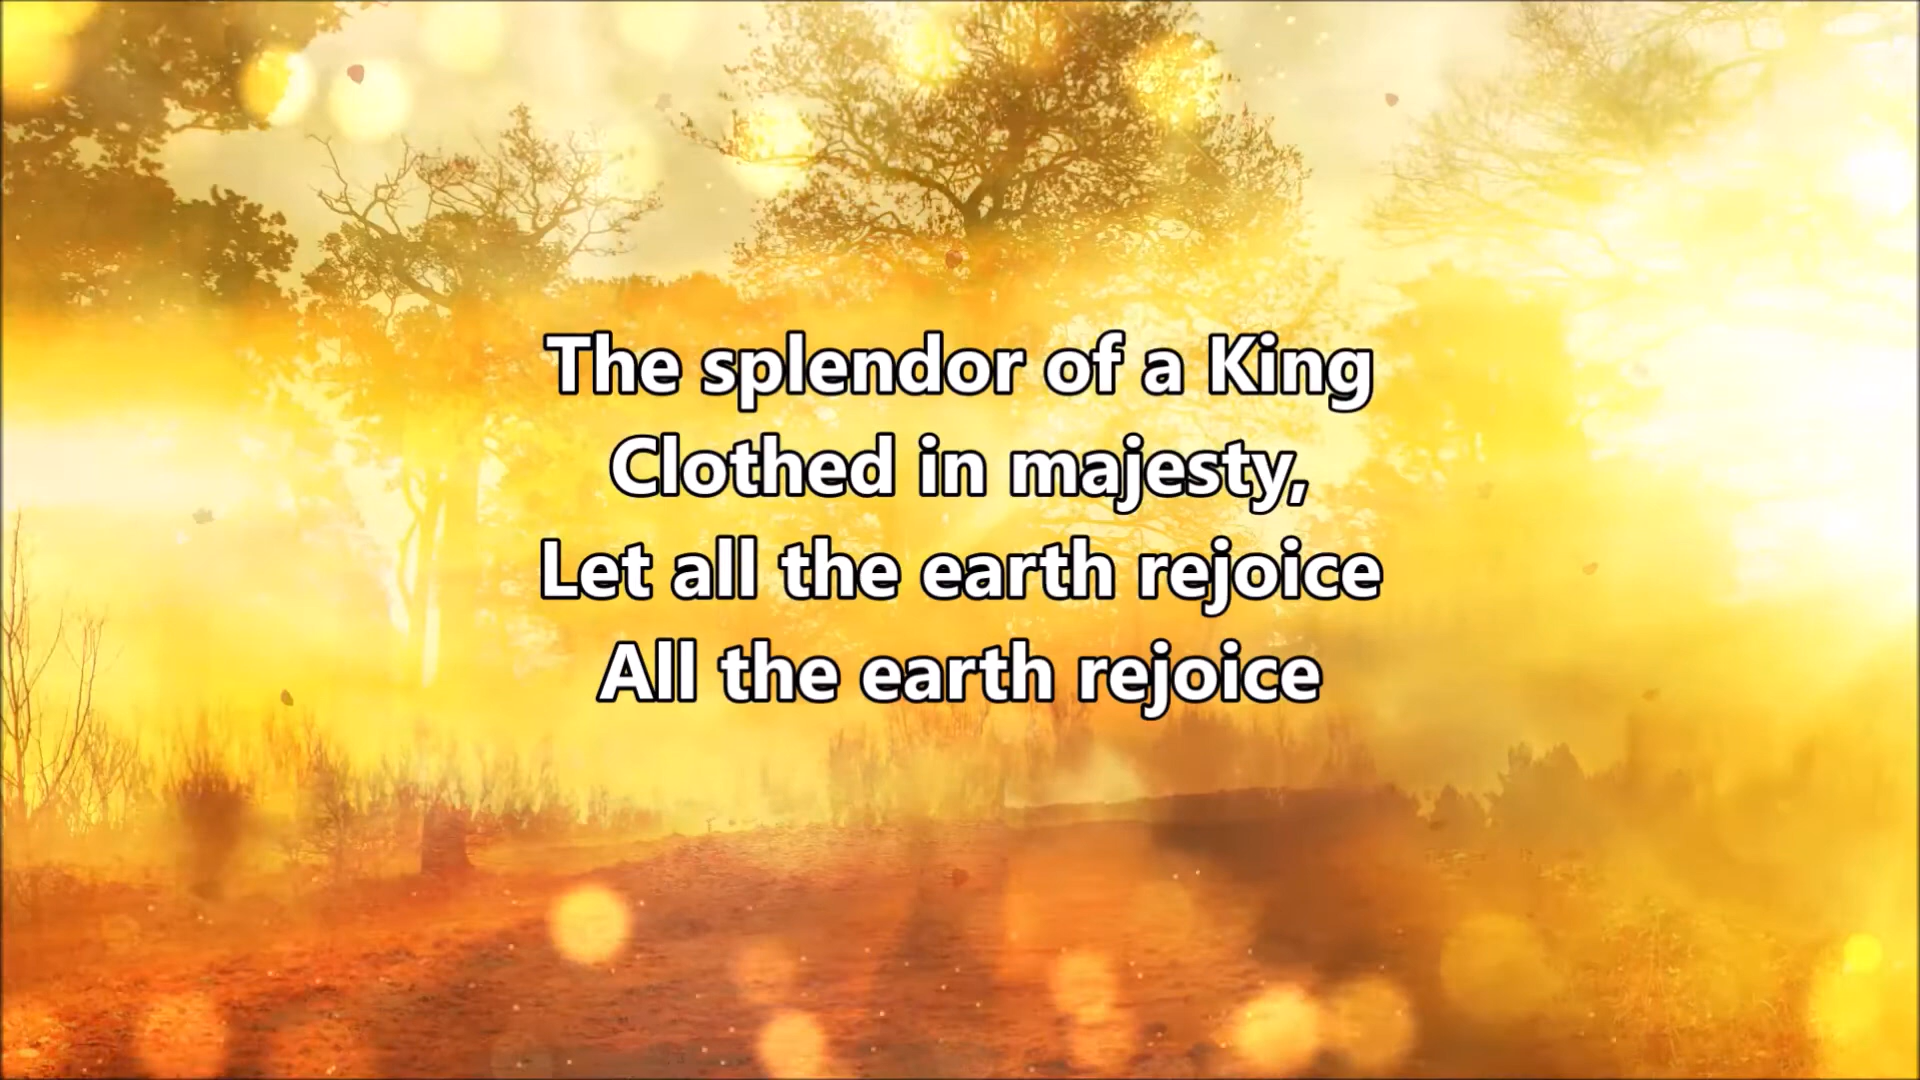 The splendor of a King
Clothed in majesty,
Let all the earth rejoice
All the earth rejoice